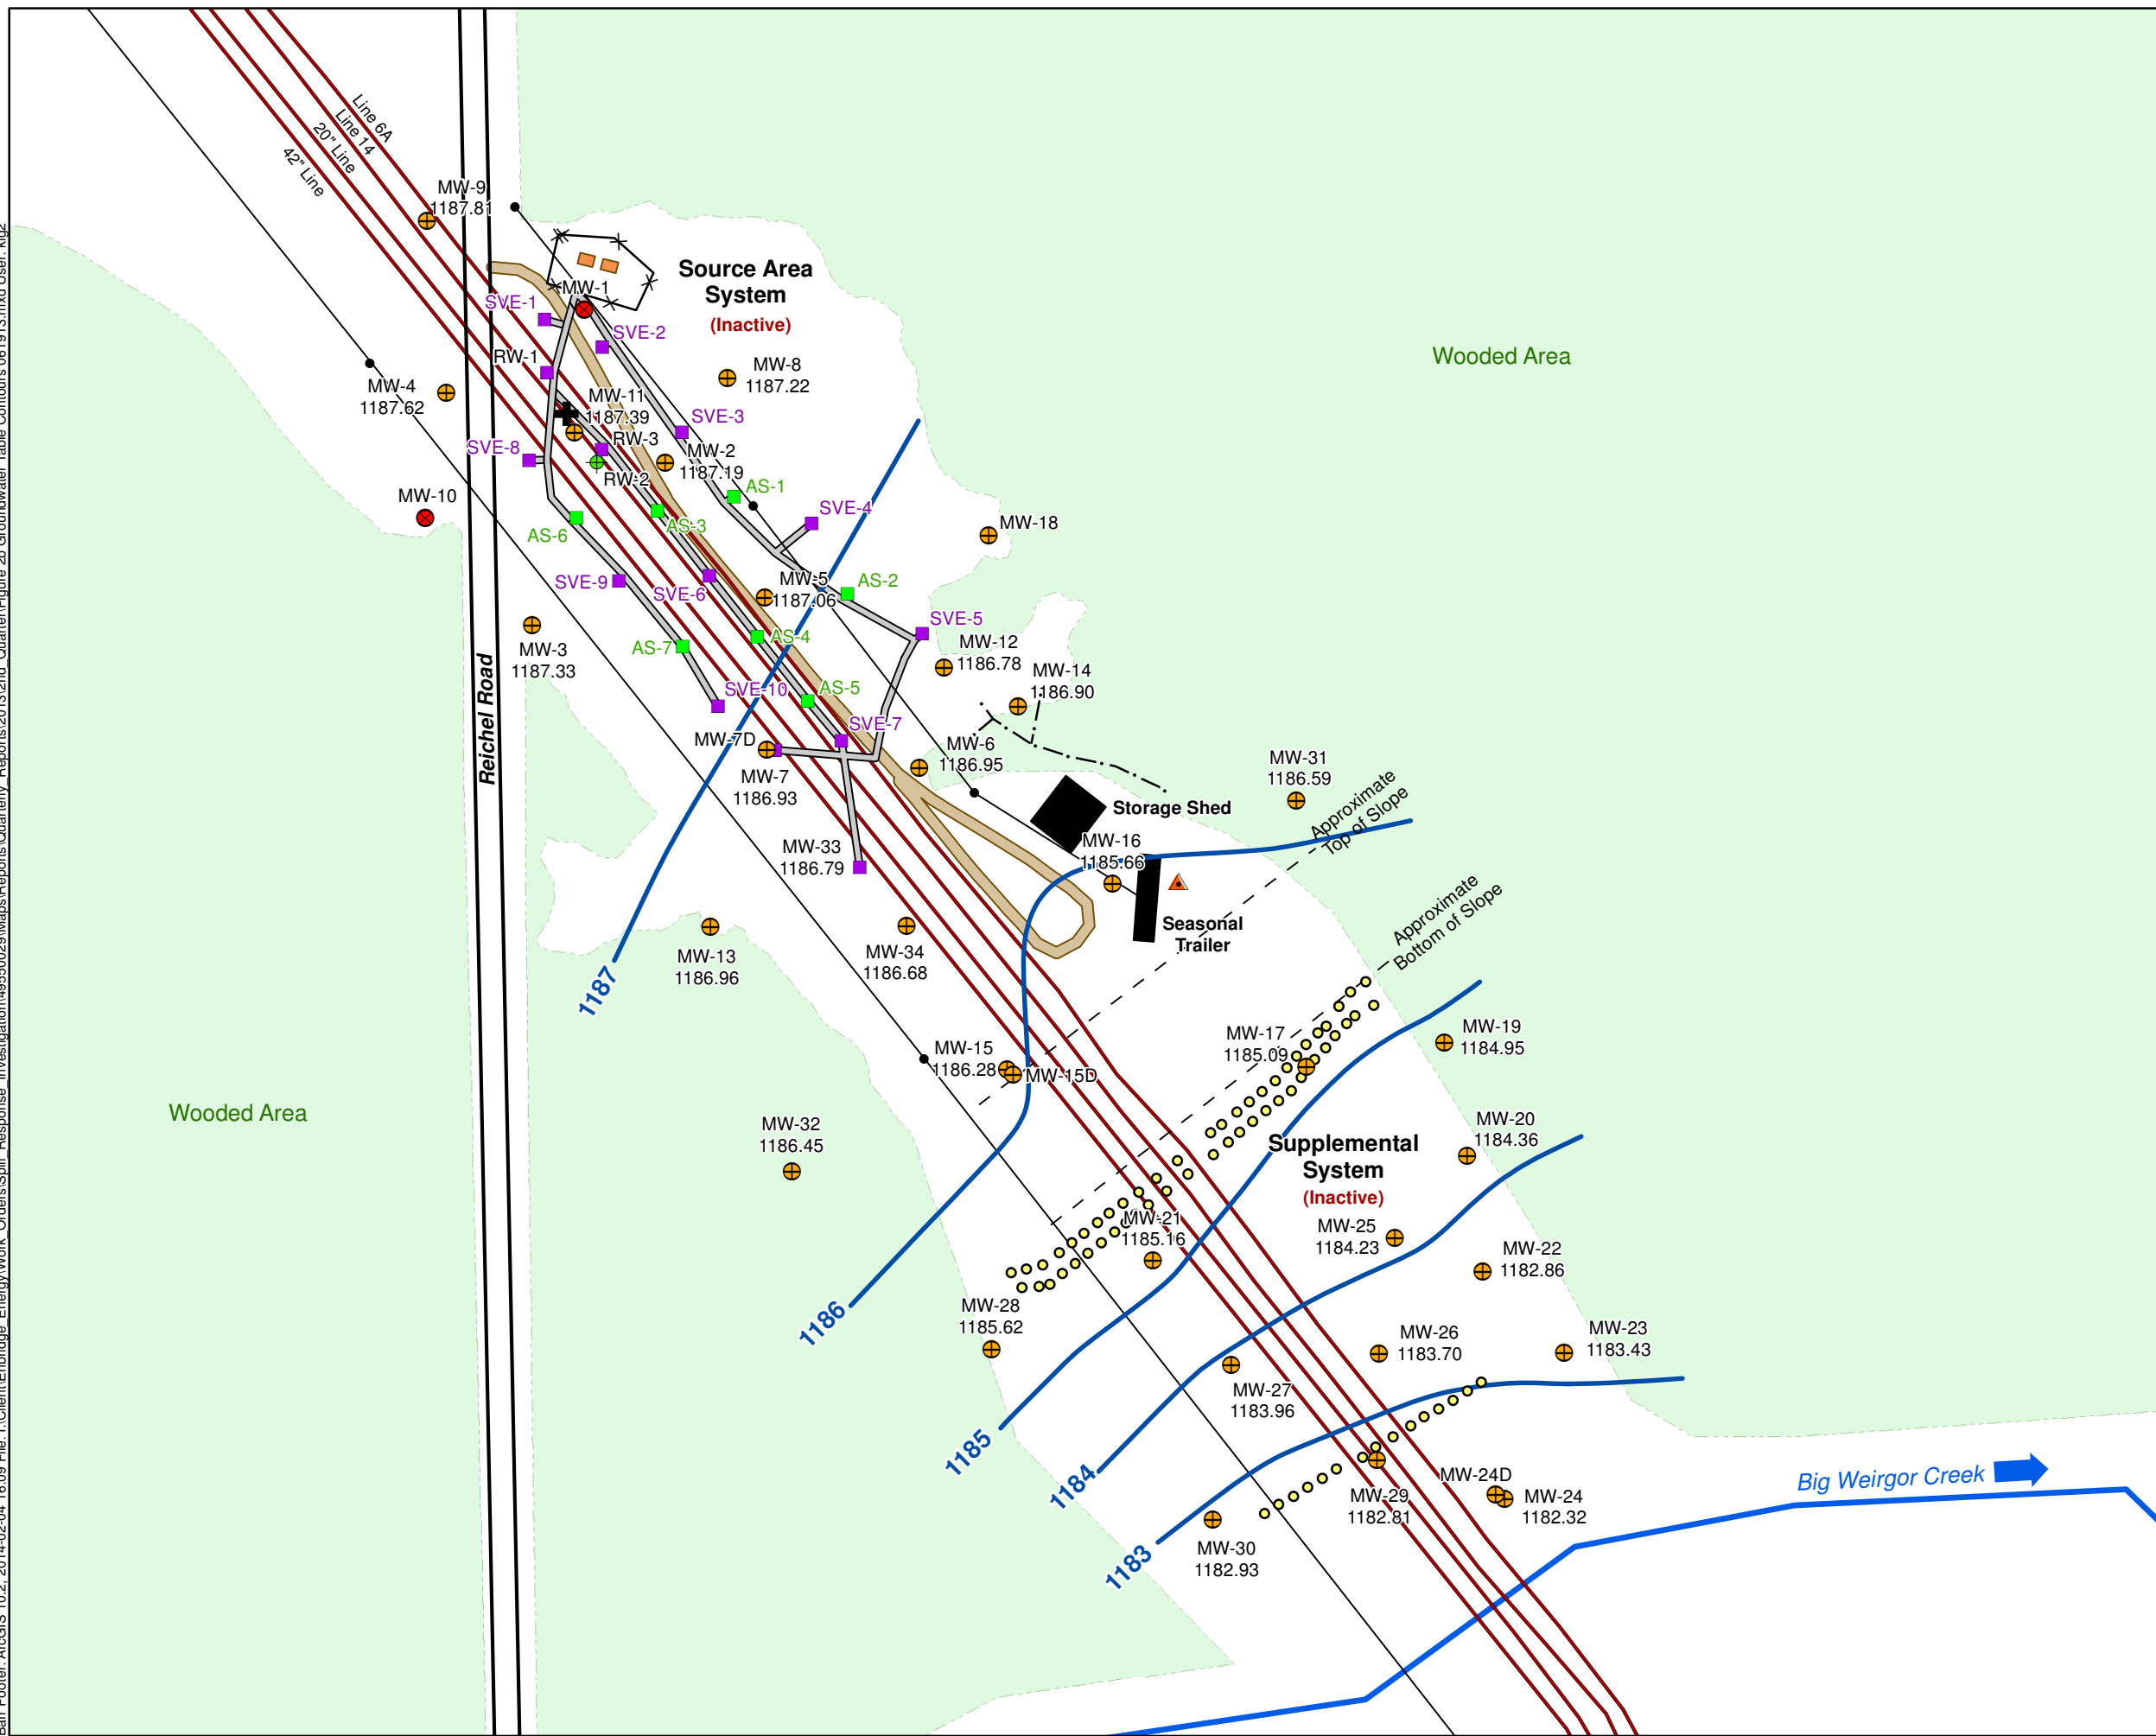 Line 6A
Line 14
20" Line
42" Line
MW-9
1187.81
Source Area
System
(Inactive)
MW-1
SVE-1
SVE-2
RW-1
MW-8
1187.22
Wooded Area
MW-4
1187.62
MW-11
1187.39
SVE-3
RW-3
SVE-8
MW-2
1187.19
RW-2
AS-1
MW-10
SVE-4
MW-18
AS-3
AS-6
MW-5
1187.06
AS-2
SVE-9
SVE-6
SVE-5
AS-4
MW-3
1187.33
AS-7
MW-12
1186.78
MW-14
1186.90
Reichel Road
SVE-10
AS-5
SVE-7
MW-7D
MW-6
1186.95
MW-7
1186.93
MW-31
1186.59
Storage Shed
Approximate
Top of Slope
MW-33
1186.79
MW-16
1185.66
Seasonal
Trailer
Approximate
Bottom of Slope
MW-13
1186.96
MW-34
1186.68
1187
MW-15
1186.28
MW-15D
MW-17
1185.09
MW-19
1184.95
Wooded Area
MW-32
1186.45
MW-20
1184.36
Supplemental
System
(Inactive)
MW-21
1185.16
MW-25
1184.23
MW-22
1182.86
1186
MW-28
1185.62
MW-26
1183.70
MW-23
1183.43
MW-27
1183.96
1185
1184
MW-24D
MW-24
1182.32
MW-29
1182.81
Big Weirgor Creek
MW-30
1182.93
1183